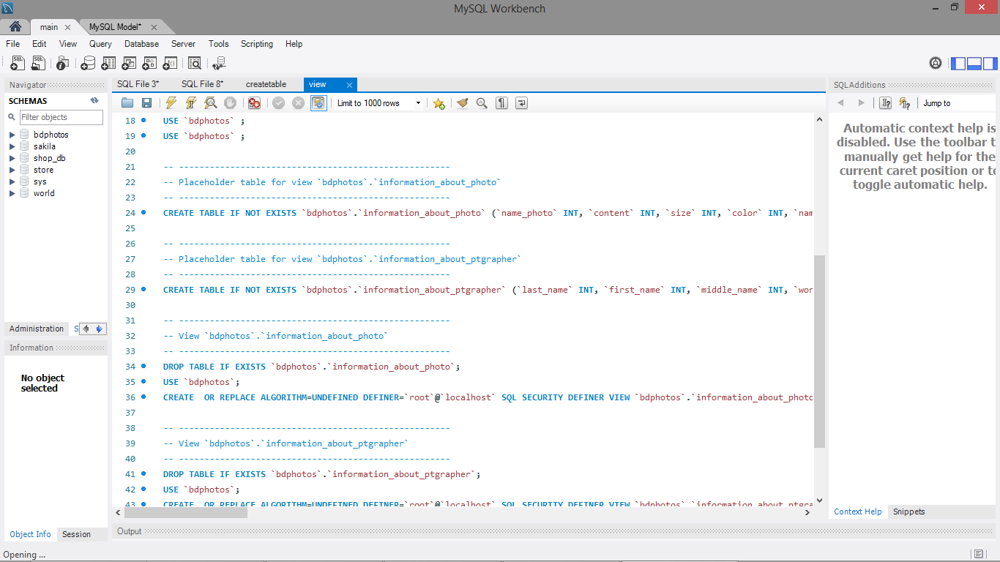 MySQL Workbench
main
MySQL Model*
File Edit View Query Database Server Tools Scripting Help
Navigator
SCHEMAS
Filter objects
bdphotos
sakila
shop_db
store
sys
world
Administration S
Information
No object
selected
Object Info Session
SQL File 3* SQL File 8* createtable view
Limit to 1000 rows
18 USE `bdphotos` ;
19 USE `bdphotos` ;
20
21 -- -----------------------------------------------------
22 -- Placeholder table for view `bdphotos`.`information_about_photo`
23 -- -----------------------------------------------------
24 CREATE TABLE IF NOT EXISTS `bdphotos`.`information_about_photo` (`name_photo` INT, `content` INT, `size` INT, `color` INT, `nam
25
26 -- -----------------------------------------------------
27 -- Placeholder table for view `bdphotos`.`information_about_ptgrapher`
28 -- -----------------------------------------------------
29 CREATE TABLE IF NOT EXISTS `bdphotos`.`information_about_ptgrapher` (`last_name` INT, `first_name` INT, `middle_name` INT, `wor
30
31 -- -----------------------------------------------------
32 -- View `bdphotos`.`information_about_photo`
33 -- -----------------------------------------------------
34 DROP TABLE IF EXISTS `bdphotos`.`information_about_photo`;
35 USE `bdphotos`;
36 CREATE  OR REPLACE ALGORITHM=UNDEFINED DEFINER=`root`@`localhost` SQL SECURITY DEFINER VIEW `bdphotos`.`information_about_photo
37
38 -- -----------------------------------------------------
39 -- View `bdphotos`.`information_about_ptgrapher`
40 -- -----------------------------------------------------
41 DROP TABLE IF EXISTS `bdphotos`.`information_about_ptgrapher`;
42 USE `bdphotos`;
43 CREATE  OR REPLACE ALGORITHM=UNDEFINED DEFINER=`root`@`localhost` SQL SECURITY DEFINER VIEW `bdphotos`.`information_about_ptgra
Output
SQLAdditions
Jump to
Automatic context help is
disabled. Use the toolbar t
manually get help for the
current caret position or to
toggle automatic help.
Context Help Snippets
Opening ...